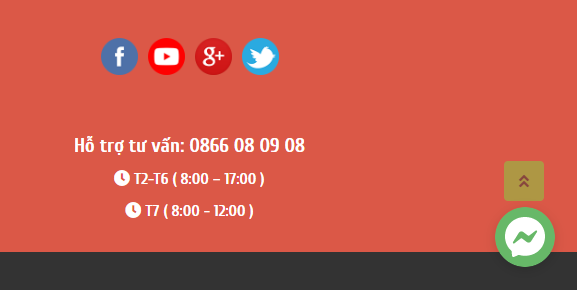 f g+
Hỗ trợ tư vấn: 0866 08 09 08
T2-T6 ( 8:00 – 17:00 )
T7 ( 8:00 - 12:00 )